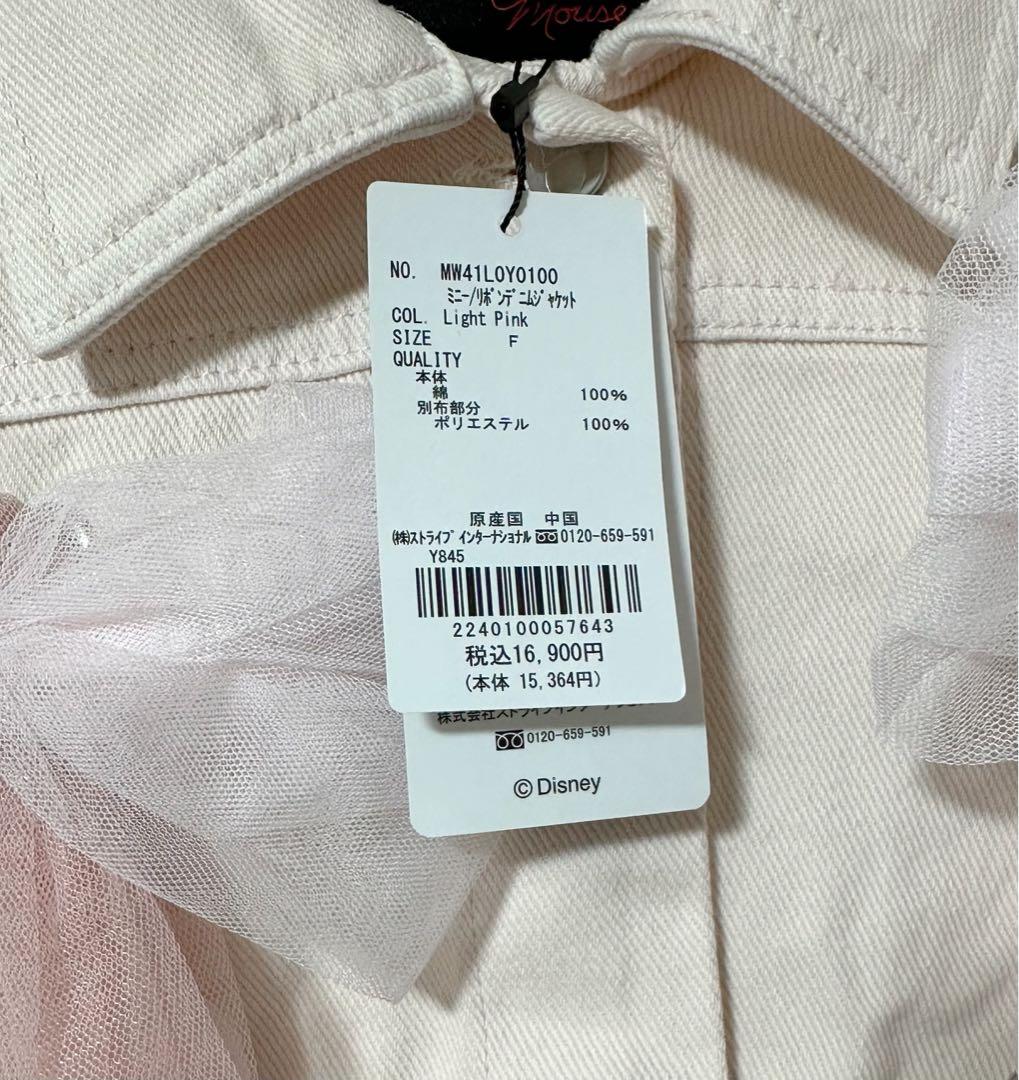 Mouse
NO. MW41L0Y0100
ﾐﾆｰ/ﾘﾎﾞﾝﾃﾞﾆﾑｼﾞｬｹｯﾄ
COL. Light Pink
SIZE F
QUALITY
本体
綿 100%
別布部分
ポリエステル 100%
原産国 中国
㈱ｽﾄﾗｲﾌﾟｲﾝﾀｰﾅｼｮﾅﾙ 0120-659-591
Y845
2240100057643
税込16,900円
(本体 15,364円)
株式会社ストライプインターナショナル
0120-659-591
©Disney